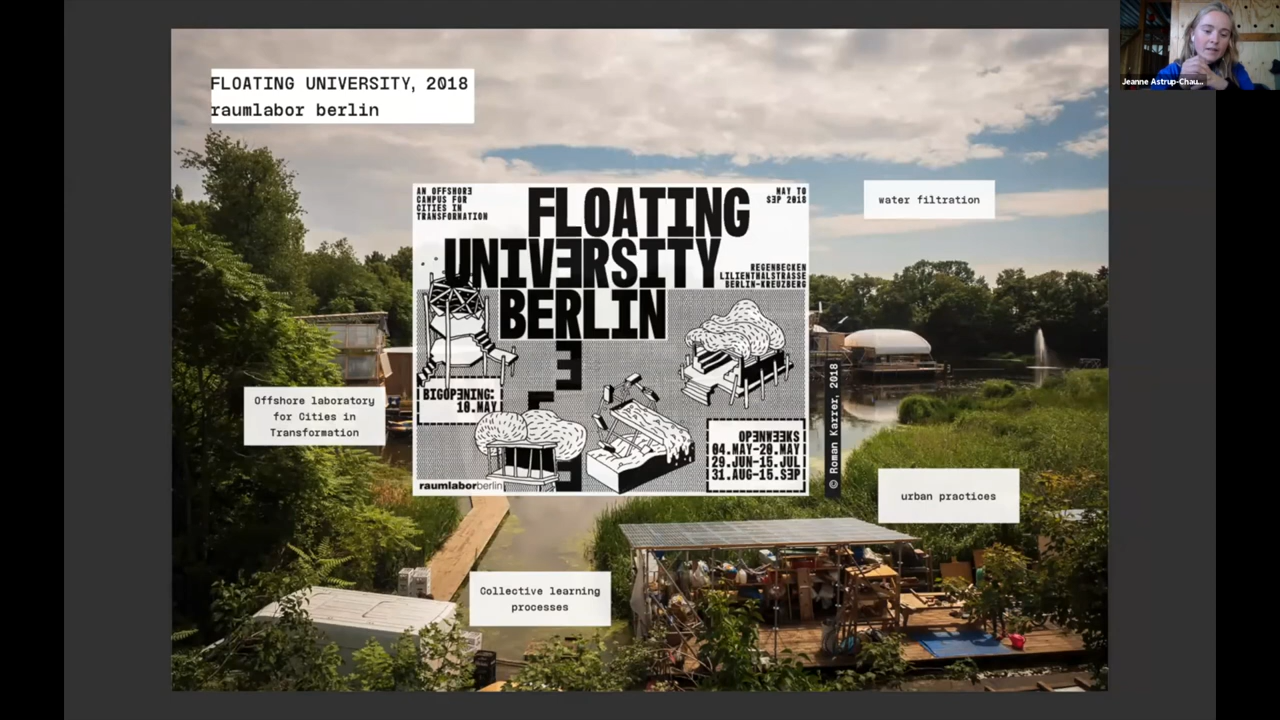 Jeanne Astrup-Chau...
FLOATING UNIVERSITY, 2018
raumlabor berlin
water filtration
AN OFFSHORE
CAMPUS FOR
CITIES IN
TRANSFORMATION
FLOATING
UNIVERSITY
BERLIN
MAY TO
SEP 2018
REGENBECKEN
LILIENTHALSTRASSE
BERLIN-KREUZBERG
BIGOPENING:
10.MAY
OPENWEEKS
04.MAY-20.MAY
29.JUN-15.JUL
31.AUG-15.SEP
raumlaborberlin
© Roman Karrer, 2018
Offshore laboratory
for Cities in
Transformation
urban practices
Collective learning
processes